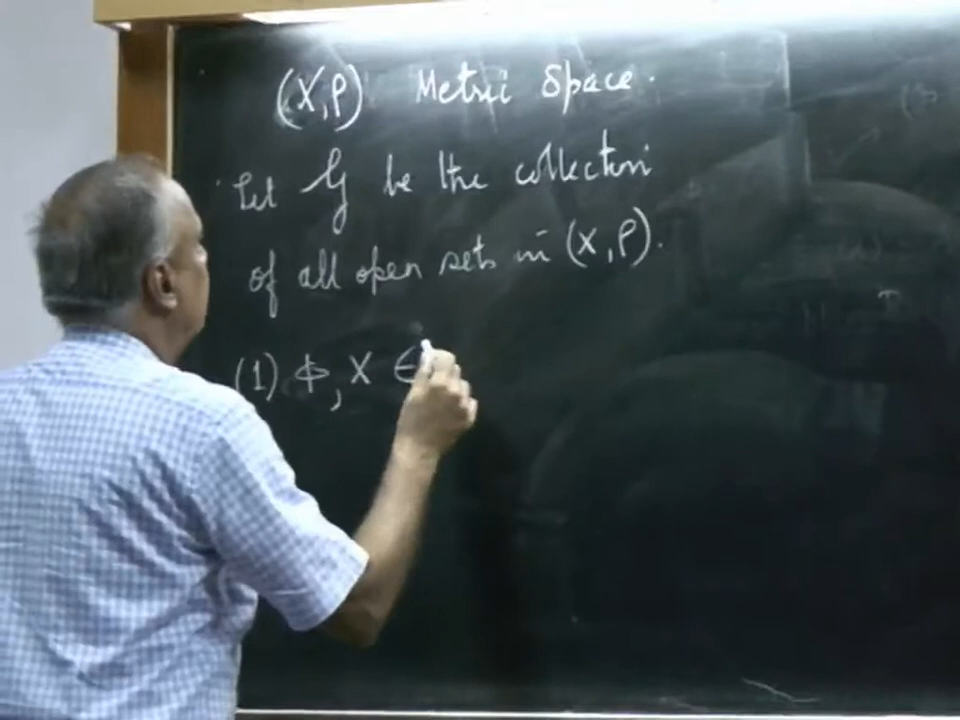 (X, ρ) Metric Space.
Let 𝒢 be the collection
of all open sets in (X, ρ).
(1) ϕ, X ∈